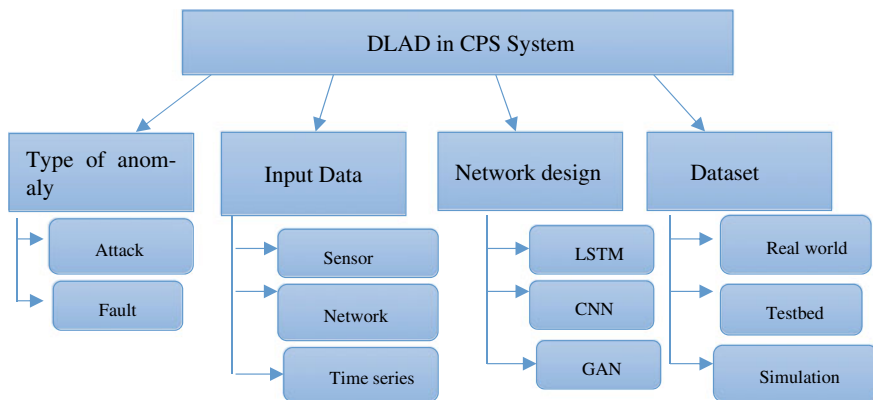 DLAD in CPS System
Type of anom-
aly
Attack
Fault
Input Data
Sensor
Network
Time series
Network design
LSTM
CNN
GAN
Dataset
Real world
Testbed
Simulation